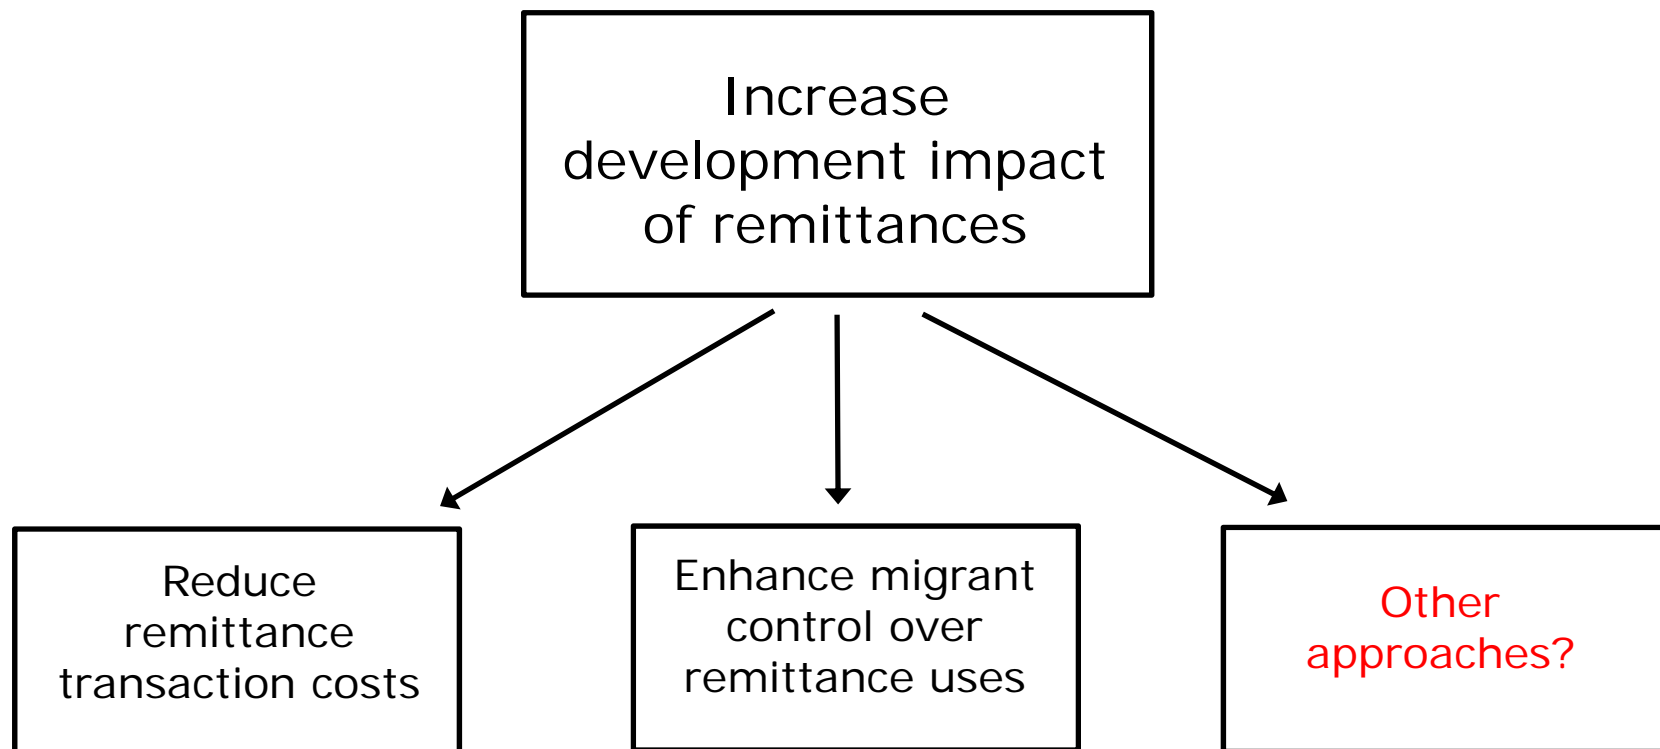 Increase
development impact
of remittances
Reduce
remittance
transaction costs
Enhance migrant
control over
remittance uses
Other
approaches?